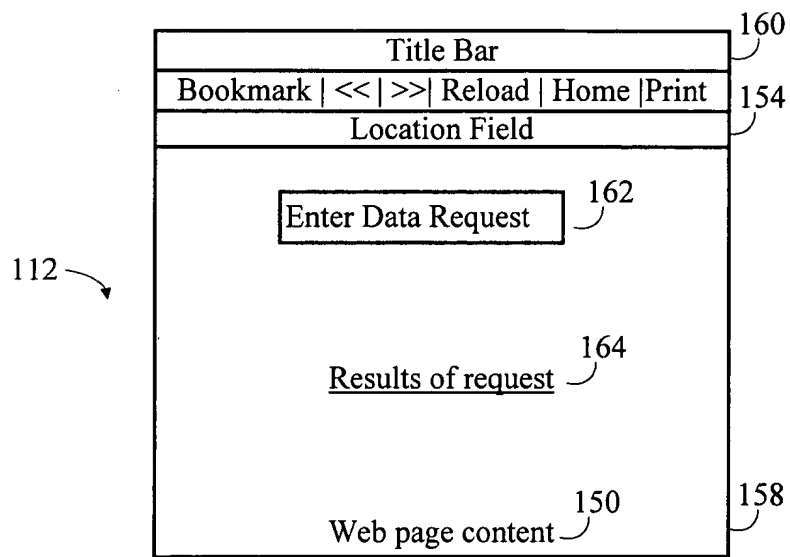 160
Title Bar
Bookmark | << | >>| Reload | Home |Print
154
Location Field
Enter Data Request
162
112
164
Results of request
150
158
Web page content